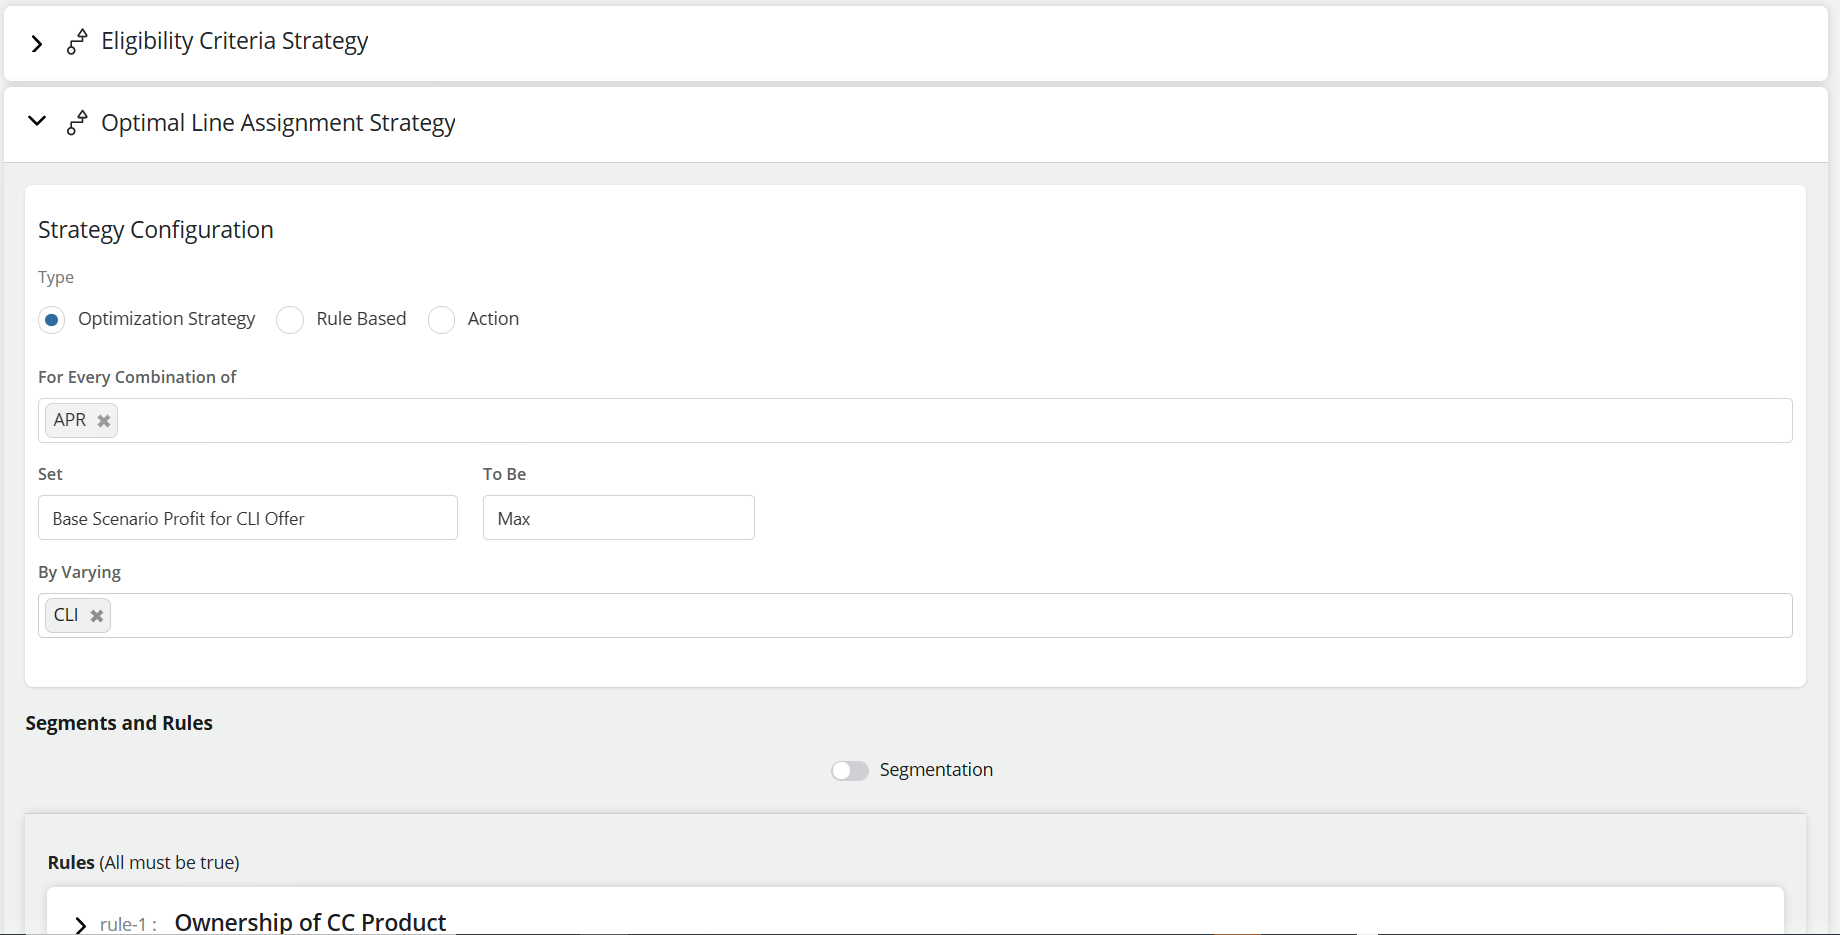 Eligibility Criteria Strategy
Optimal Line Assignment Strategy
Strategy Configuration
Type
Optimization Strategy Rule Based Action
For Every Combination of
APR
Set To Be
Base Scenario Profit for CLI Offer Max
By Varying
CLI
Segments and Rules
Segmentation
Rules (All must be true)
rule-1 : Ownership of CC Product